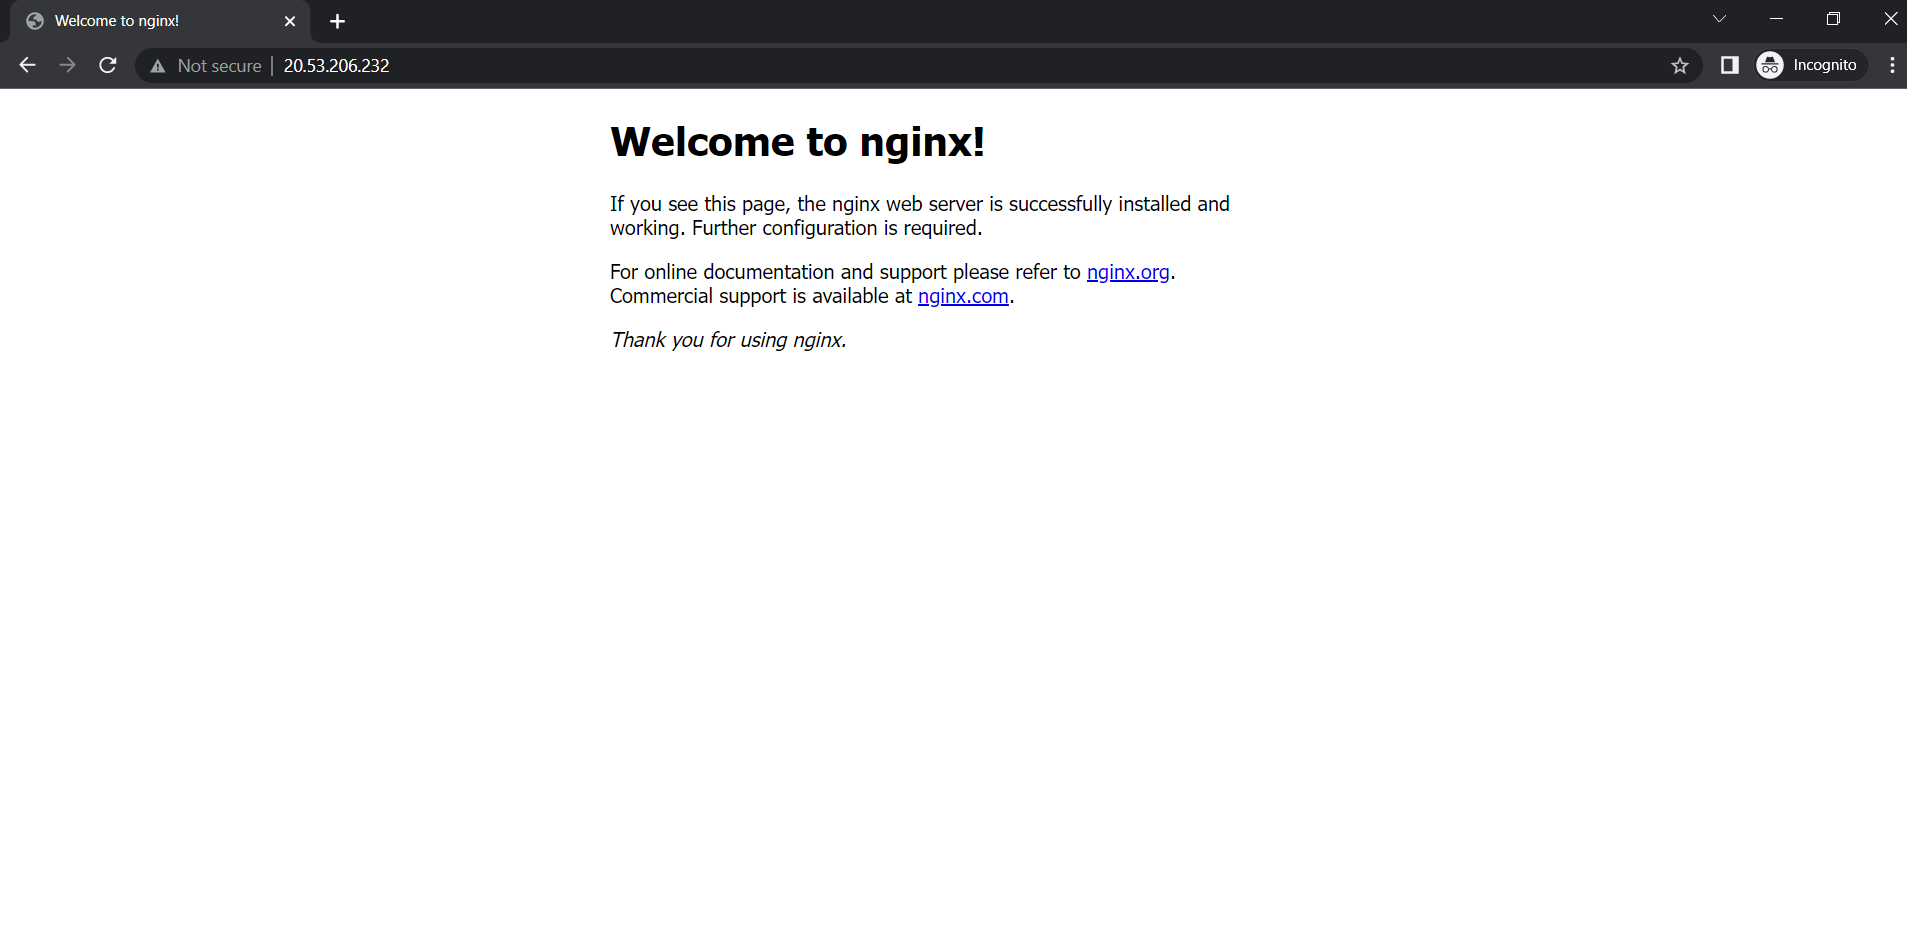 Welcome to nginx!
Not secure | 20.53.206.232
Incognito
Welcome to nginx!
If you see this page, the nginx web server is successfully installed and
working. Further configuration is required.
For online documentation and support please refer to nginx.org.
Commercial support is available at nginx.com.
Thank you for using nginx.